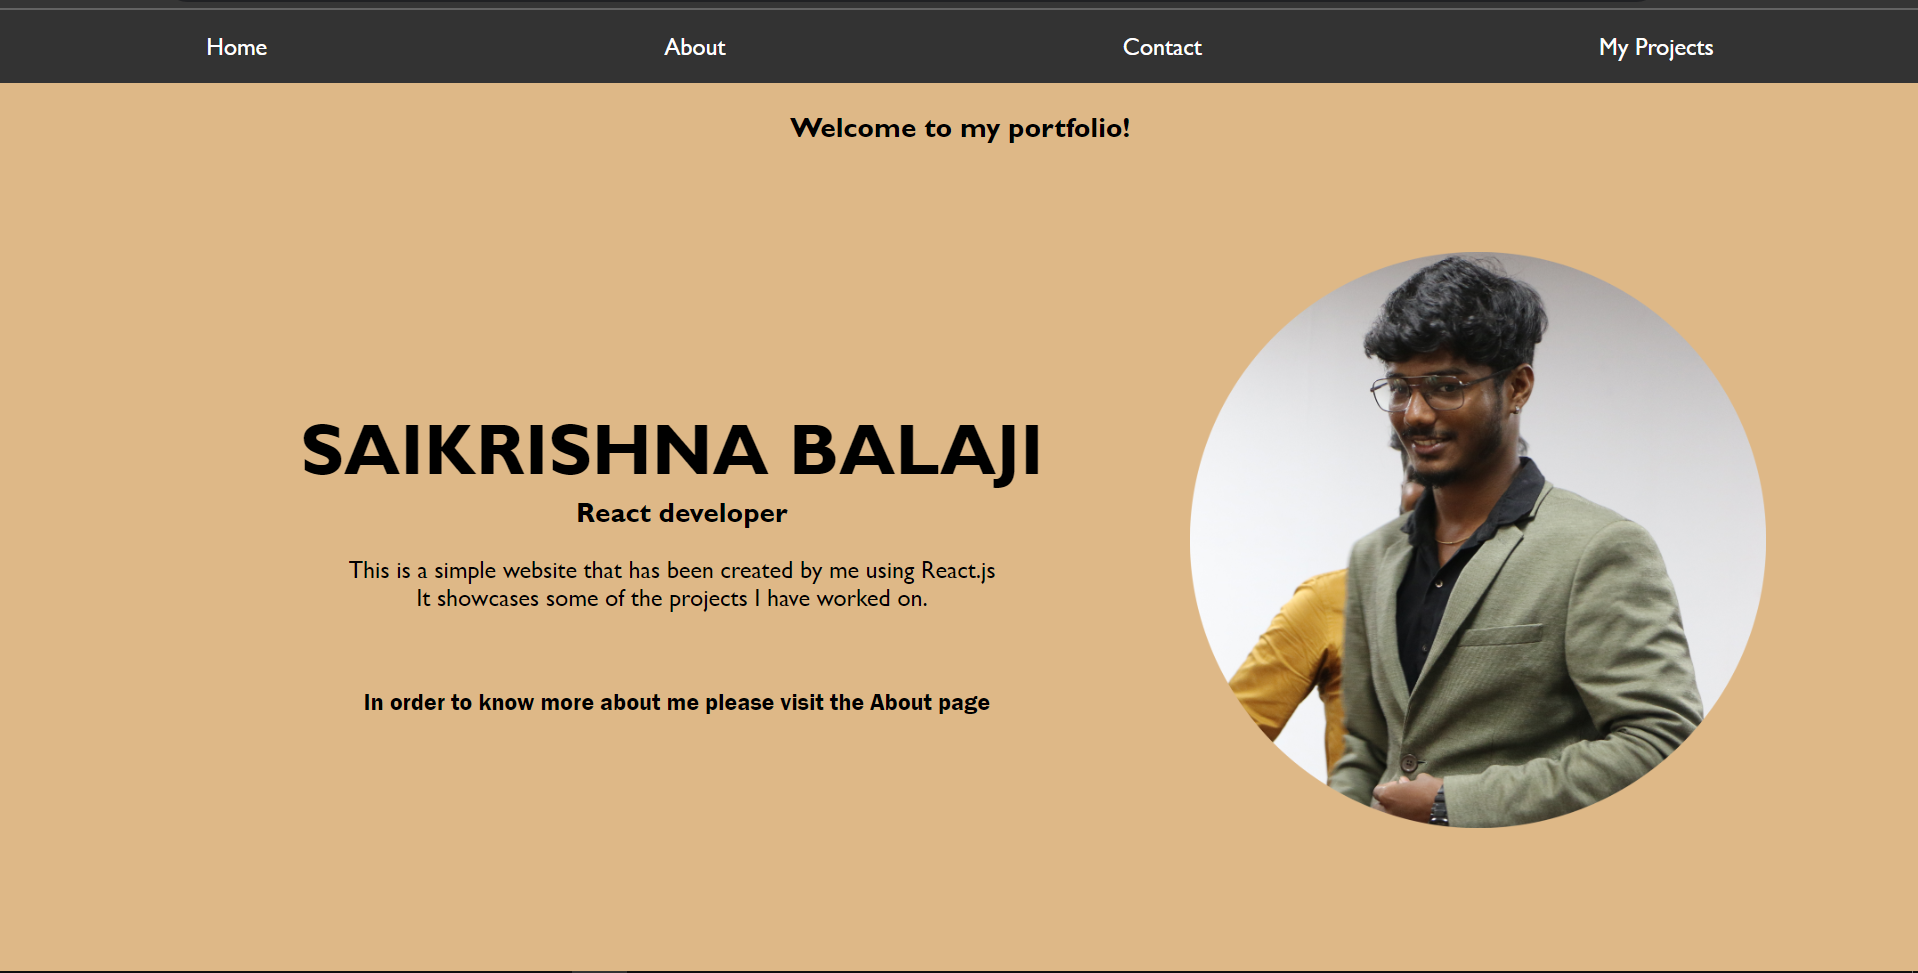 Home About Contact My Projects
Welcome to my portfolio!
SAIKRISHNA BALAJI
React developer
This is a simple website that has been created by me using React.js
It showcases some of the projects I have worked on.
In order to know more about me please visit the About page